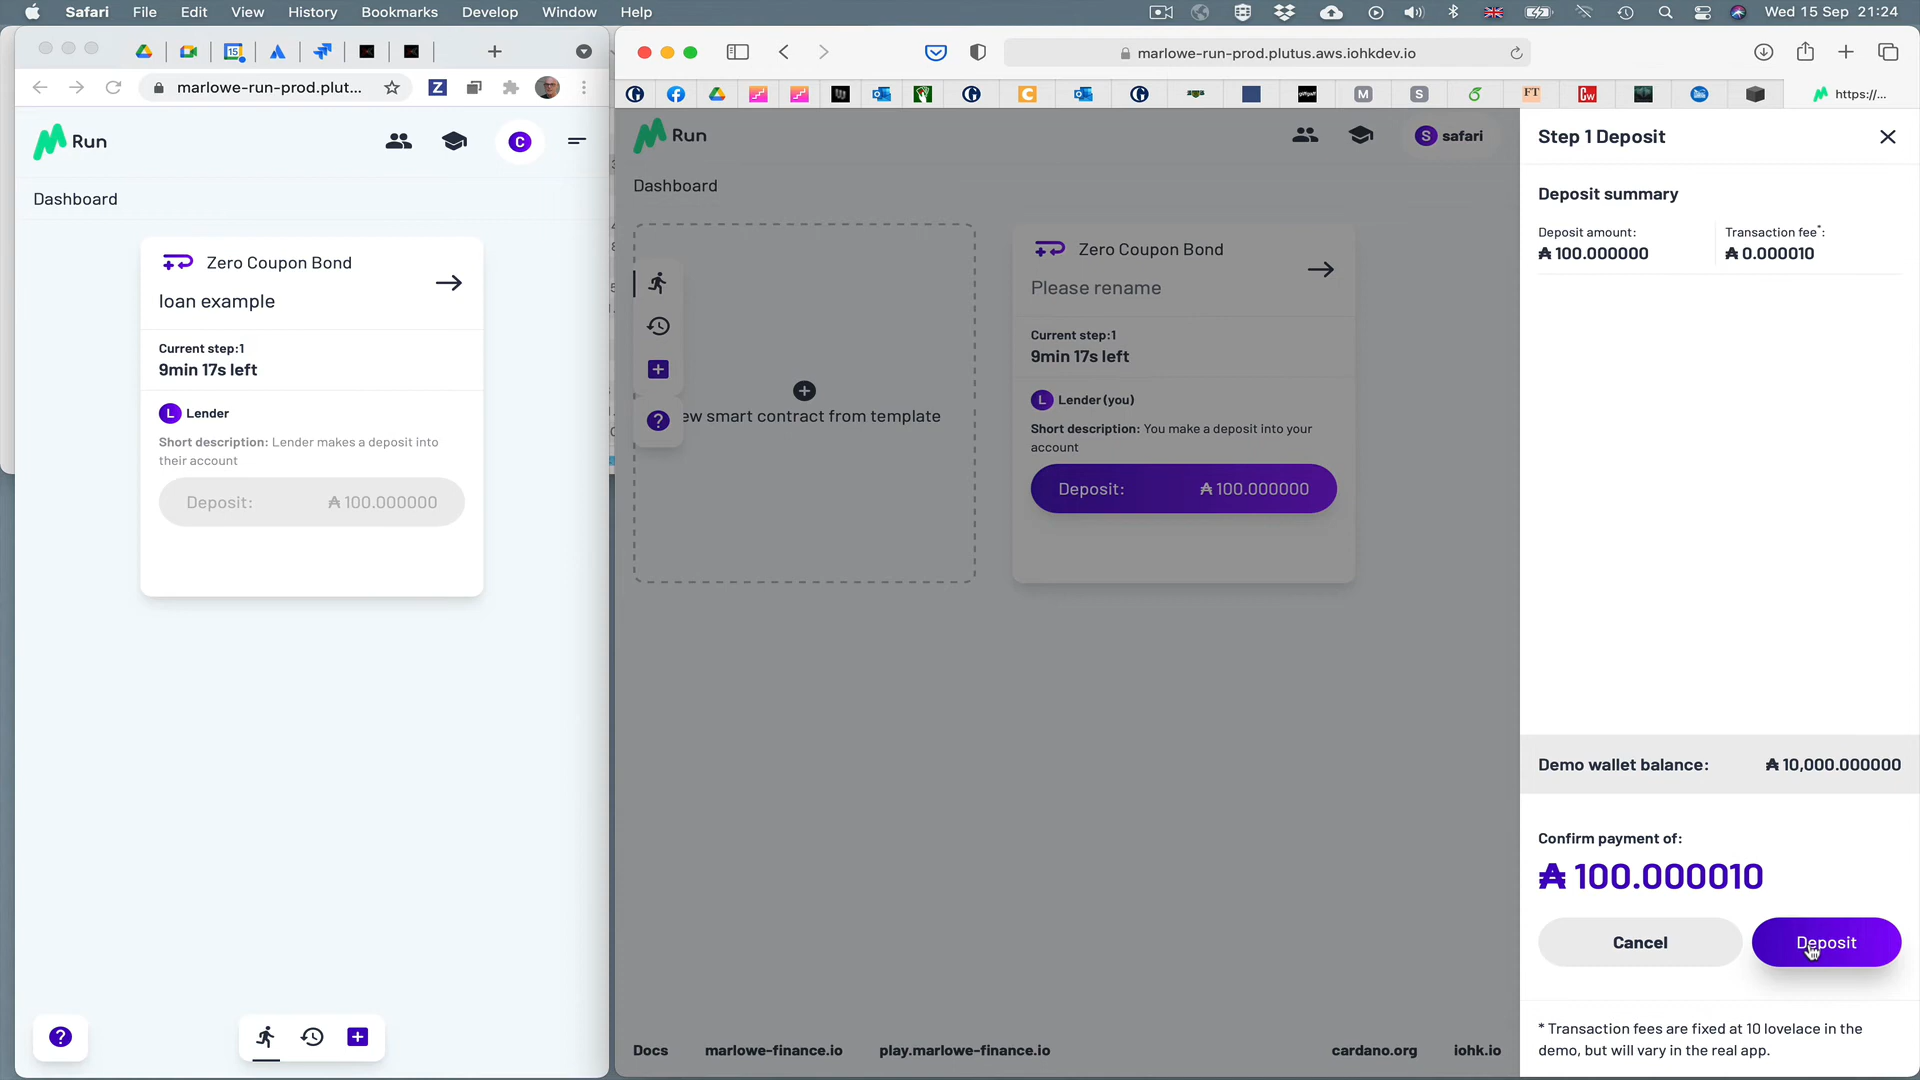 Safari File Edit View History Bookmarks Develop Window Help
Wed 15 Sep 21:24
15
marlowe-run-prod.plut...
Z
Run
C
Dashboard
Zero Coupon Bond
loan example
Current step:1
9min 17s left
L Lender
Short description: Lender makes a deposit into
their account
Deposit: ₳ 100.000000
?
marlowe-run-prod.plutus.aws.iohkdev.io
C
M
S
FT
Cw
https://...
Run
S safari
Dashboard
ew smart contract from template
?
Zero Coupon Bond
Please rename
Current step:1
9min 17s left
L Lender (you)
Short description: You make a deposit into your
account
Deposit: ₳ 100.000000
Docs marlowe-finance.io play.marlowe-finance.io cardano.org iohk.io
Step 1 Deposit
Deposit summary
Deposit amount: Transaction fee*:
₳ 100.000000 ₳ 0.000010
Demo wallet balance: ₳ 10,000.000000
Confirm payment of:
₳ 100.000010
Cancel Deposit
* Transaction fees are fixed at 10 lovelace in the
demo, but will vary in the real app.